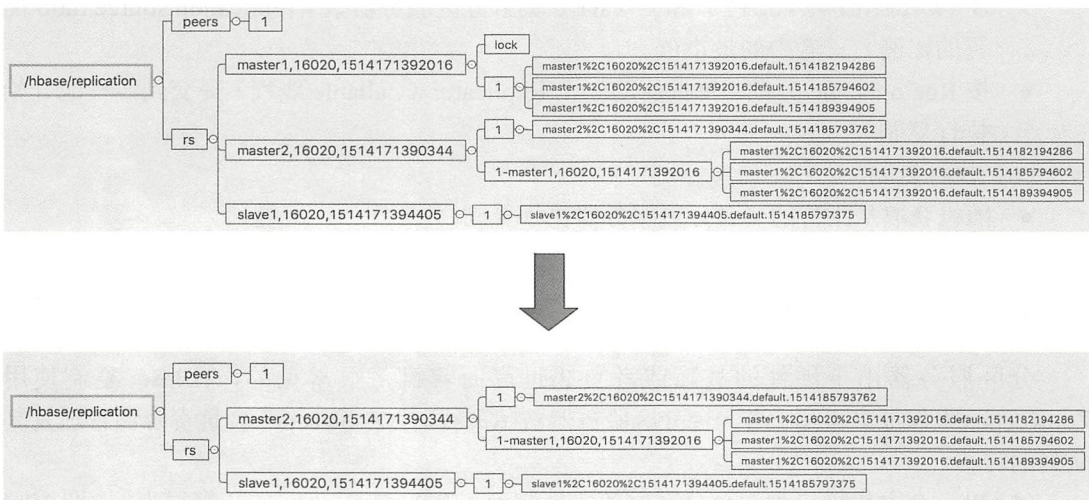 peers
1
/hbase/replication
rs
master1,16020,1514171392016
lock
1
master1%2C16020%2C1514171392016.default.1514182194286
master1%2C16020%2C1514171392016.default.1514185794602
master1%2C16020%2C1514171392016.default.1514189394905
master2,16020,1514171390344
1
master2%2C16020%2C1514171390344.default.1514185793762
1-master1,16020,1514171392016
master1%2C16020%2C1514171392016.default.1514182194286
master1%2C16020%2C1514171392016.default.1514185794602
master1%2C16020%2C1514171392016.default.1514189394905
slave1,16020,1514171394405
1
slave1%2C16020%2C1514171394405.default.1514185797375
peers
1
/hbase/replication
rs
master2,16020,1514171390344
1
master2%2C16020%2C1514171390344.default.1514185793762
1-master1,16020,1514171392016
master1%2C16020%2C1514171392016.default.1514182194286
master1%2C16020%2C1514171392016.default.1514185794602
master1%2C16020%2C1514171392016.default.1514189394905
slave1,16020,1514171394405
1
slave1%2C16020%2C1514171394405.default.1514185797375